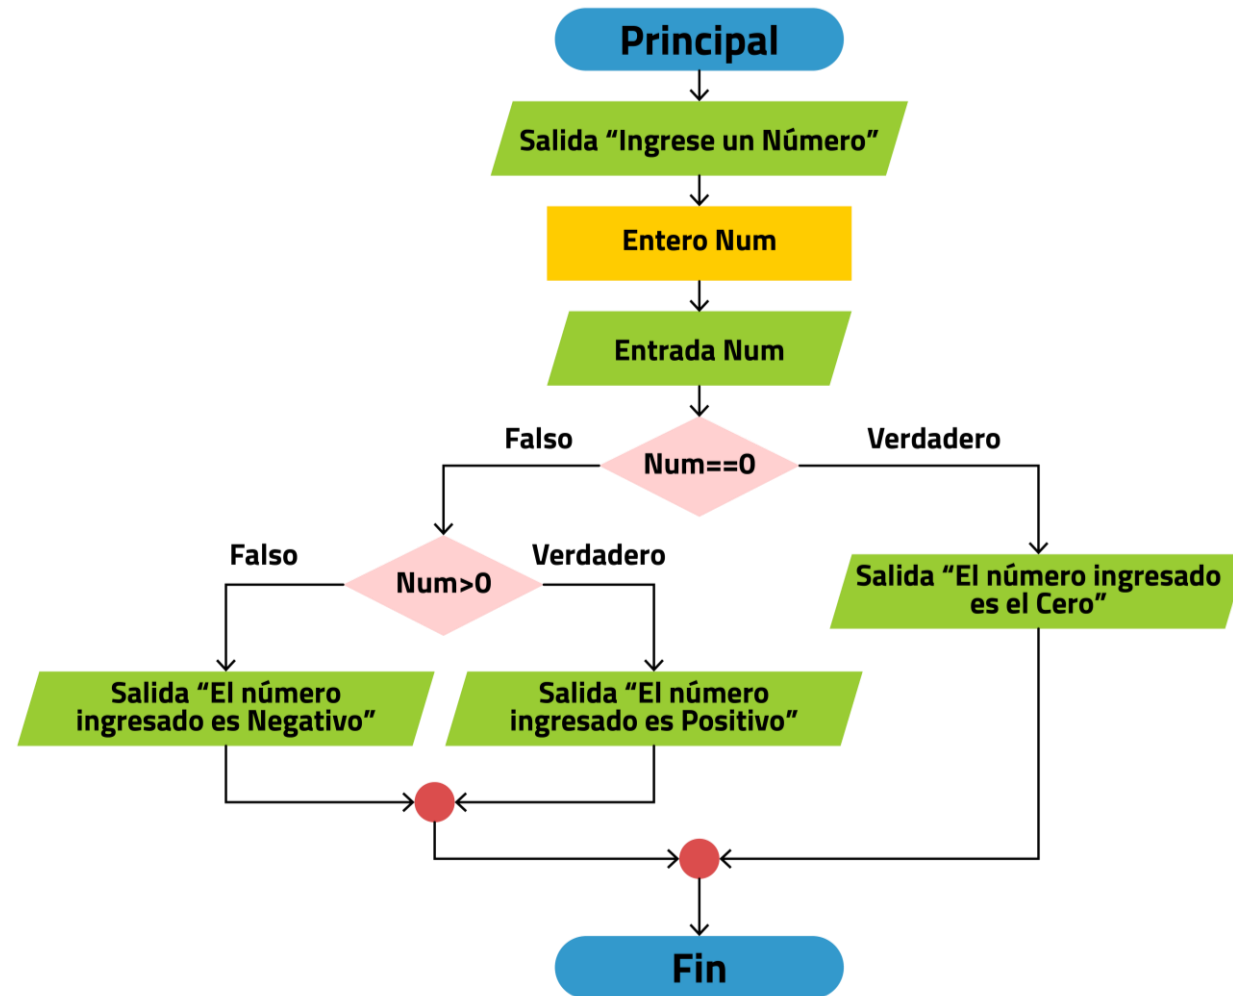 Principal
Salida “Ingrese un Número”
Entero Num
Entrada Num
Falso
Verdadero
Num==0
Falso
Verdadero
Num>0
Salida “El número ingresado
es el Cero”
Salida “El número
ingresado es Negativo”
Salida “El número
ingresado es Positivo”
Fin